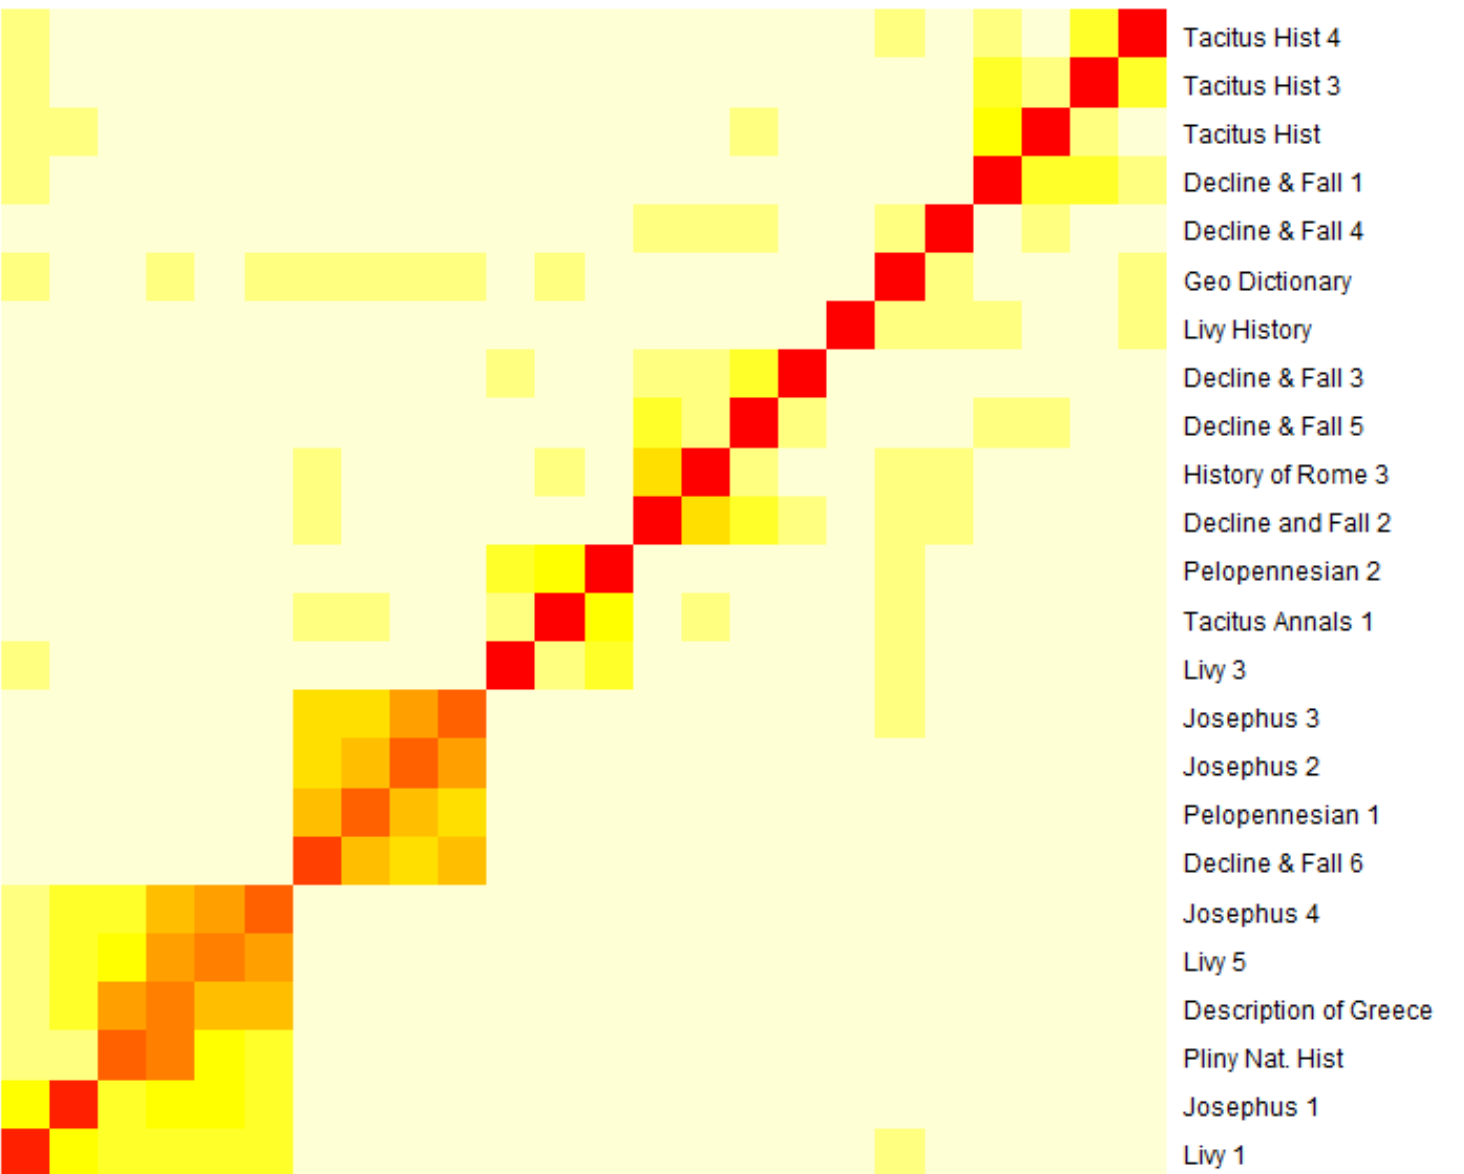 Tacitus Hist 4
Tacitus Hist 3
Tacitus Hist
Decline & Fall 1
Decline & Fall 4
Geo Dictionary
Livy History
Decline & Fall 3
Decline & Fall 5
History of Rome 3
Decline and Fall 2
Pelopennesian 2
Tacitus Annals 1
Livy 3
Josephus 3
Josephus 2
Pelopennesian 1
Decline & Fall 6
Josephus 4
Livy 5
Description of Greece
Pliny Nat. Hist
Josephus 1
Livy 1